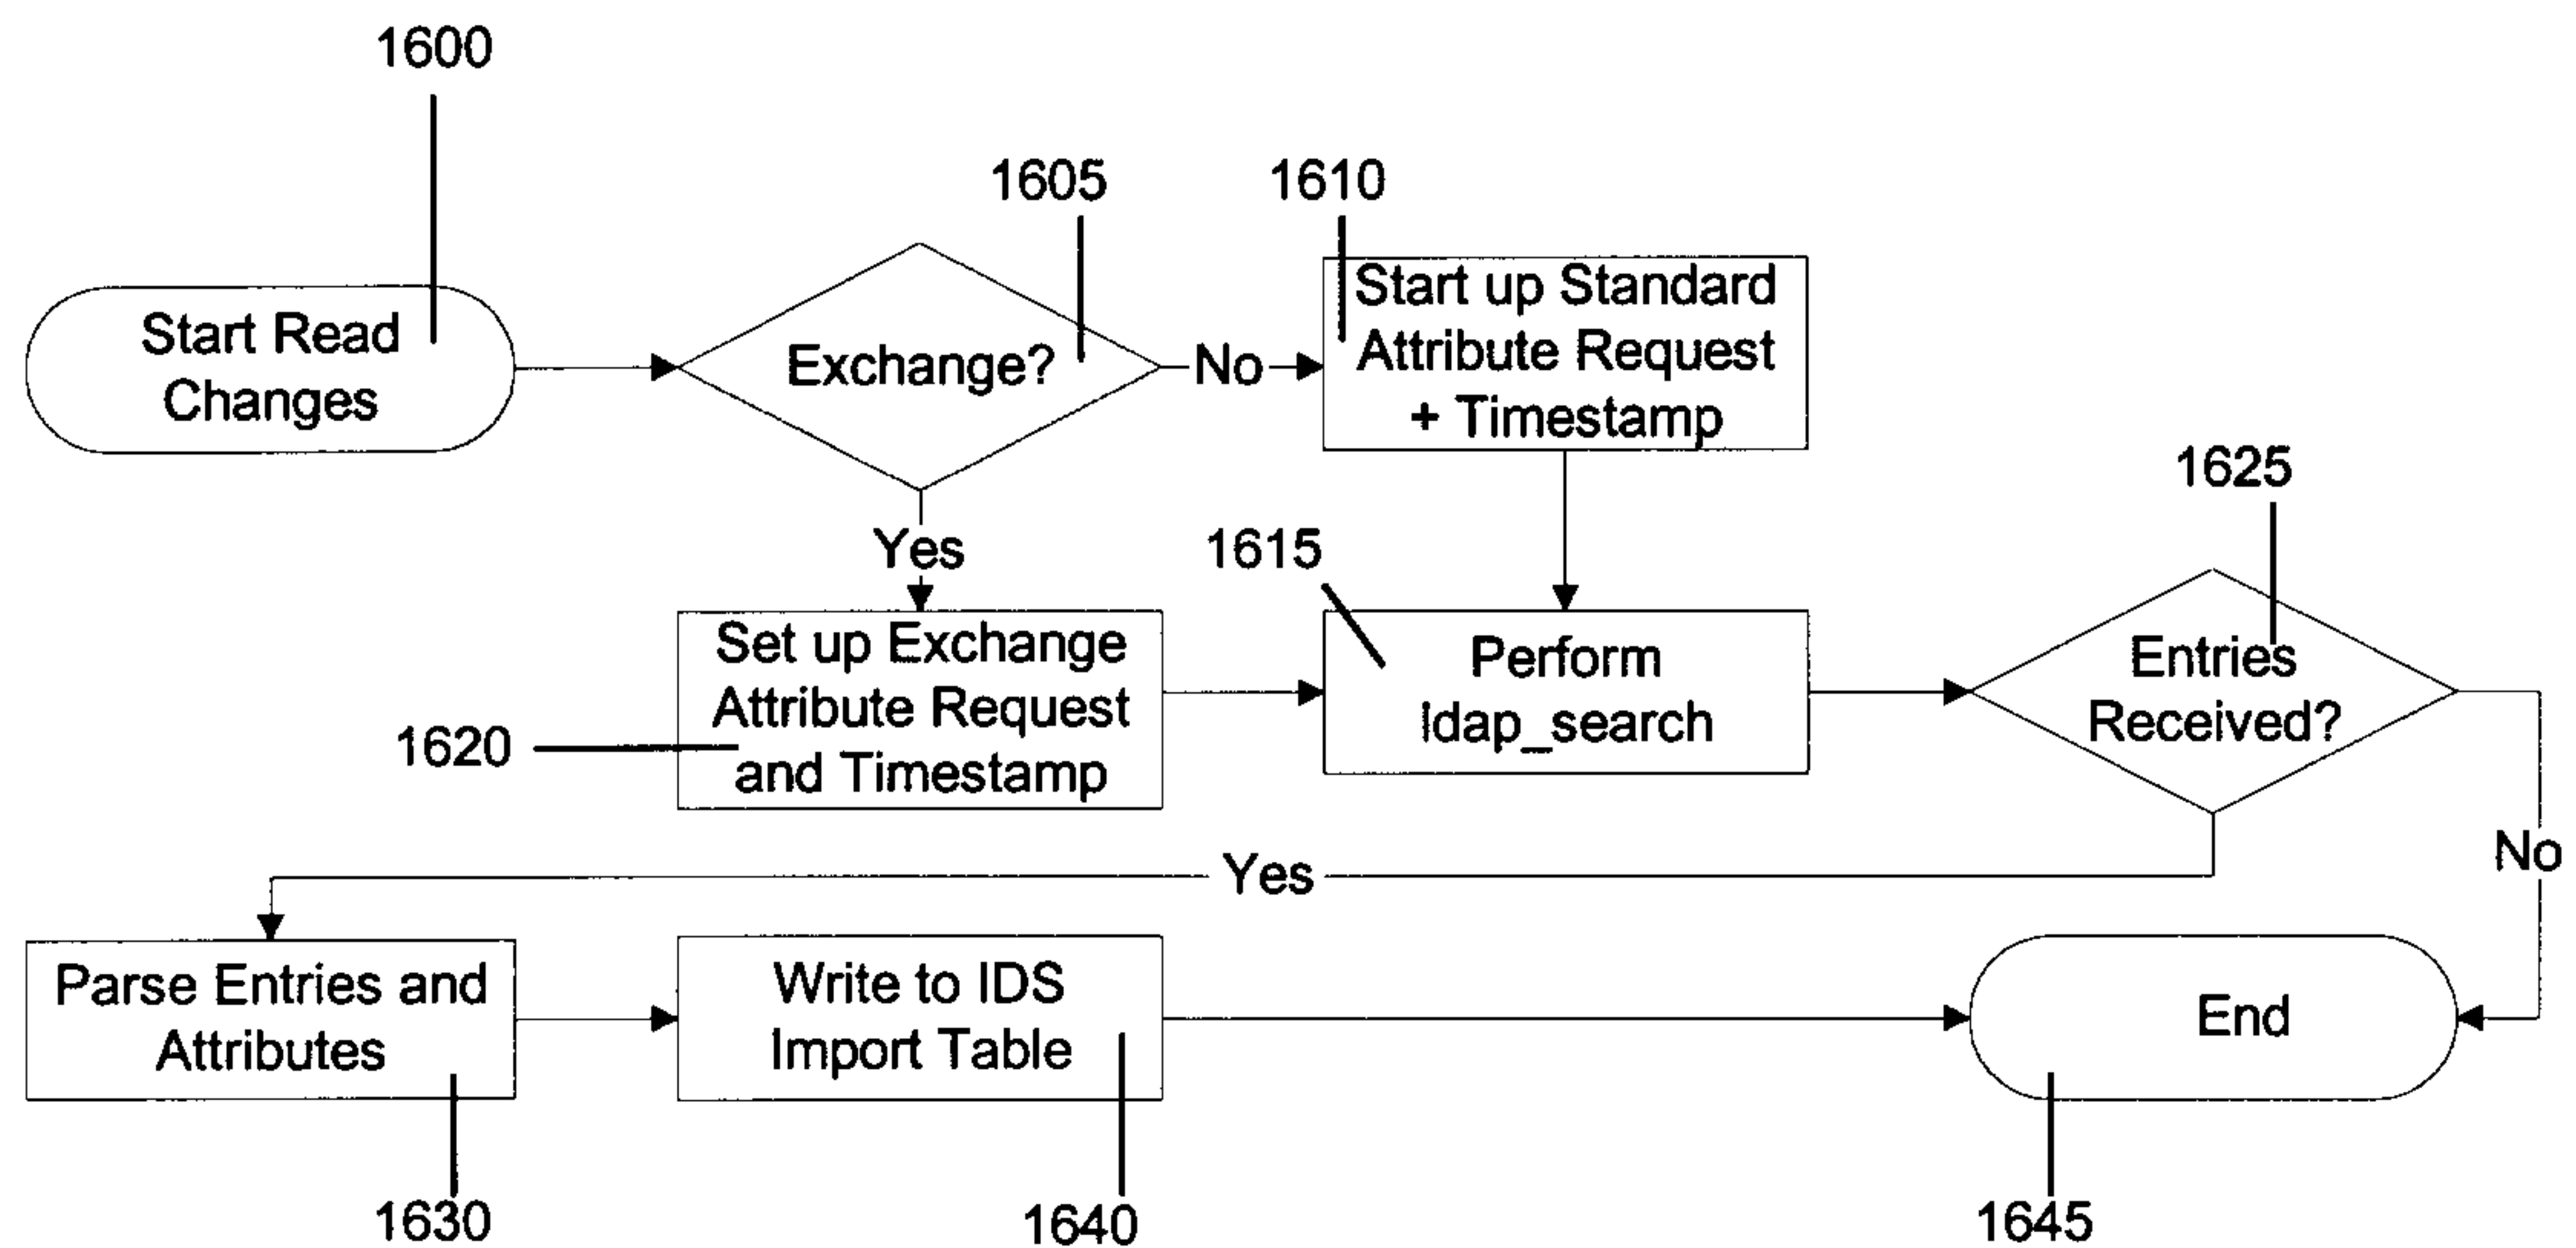 1600
1605
1610
Start Read
Changes
Exchange?
No
Start up Standard
Attribute Request
+ Timestamp
1625
Yes
1615
Set up Exchange
Attribute Request
and Timestamp
1620
Perform
ldap_search
Entries
Received?
No
Yes
Parse Entries and
Attributes
Write to IDS
Import Table
End
1630
1640
1645